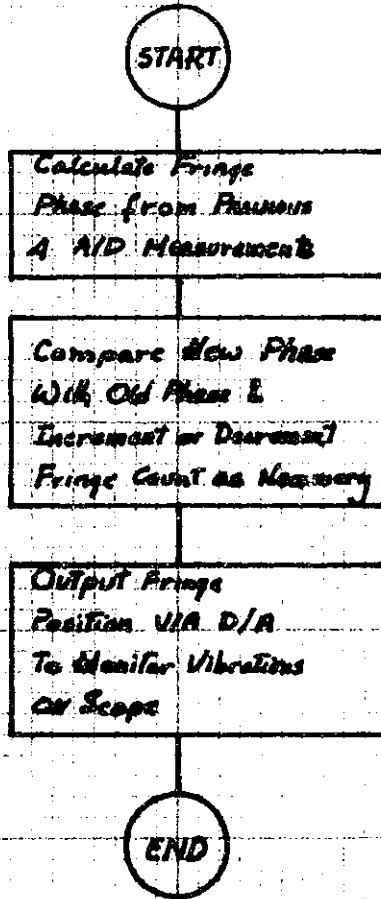 START
Calculate Fringe
Phase from Previous
4 A/D Measurements
Compare New Phase
With Old Phase &
Increment or Decrement
Fringe Count as Necessary
Output Fringe
Position VIA D/A
To Monitor Vibrations
on Scope
END